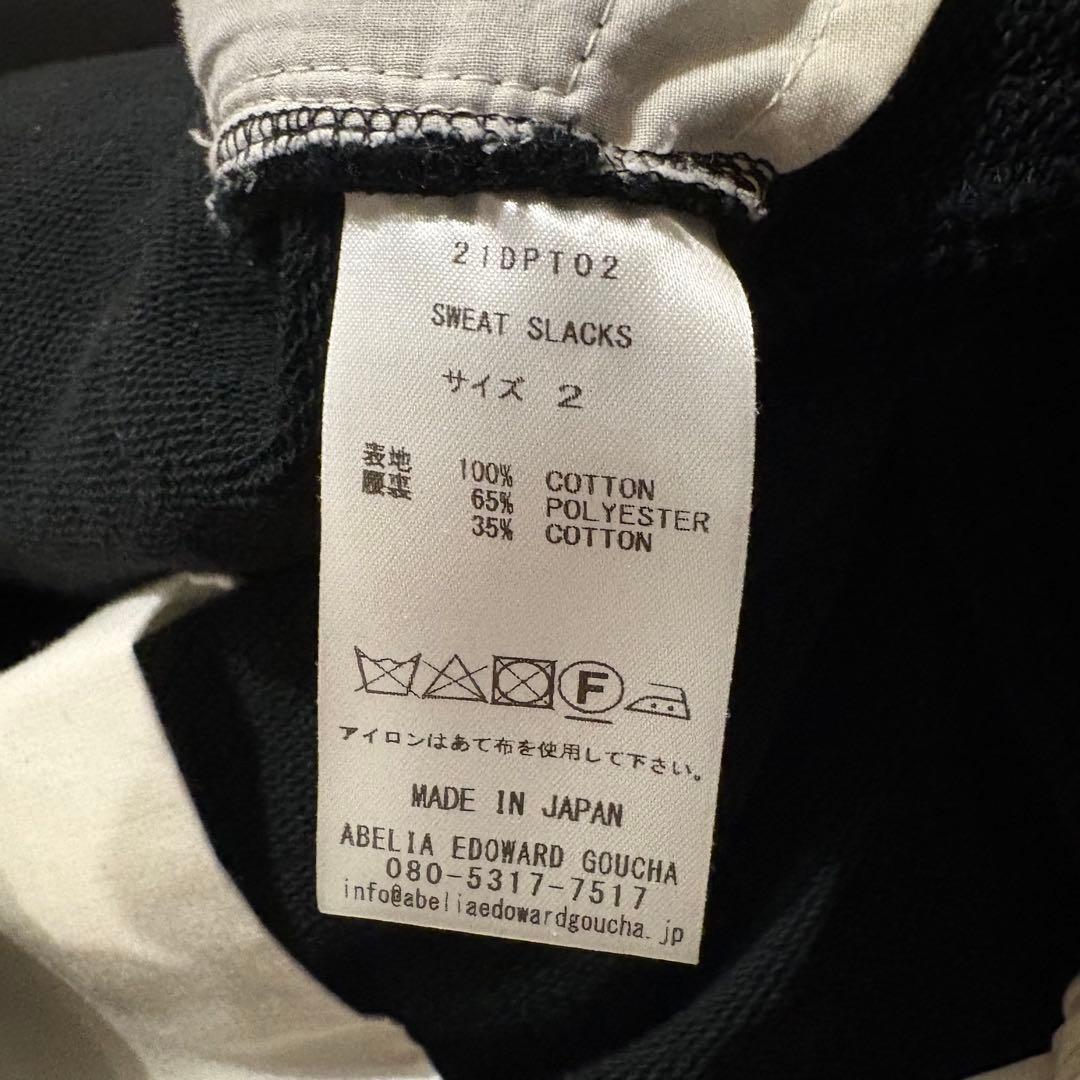 21DPT02
SWEAT SLACKS
サイズ 2
表地 100% COTTON
腰裏 65% POLYESTER
35% COTTON
F
アイロンはあて布を使用して下さい。
MADE IN JAPAN
ABELIA EDOWARD GOUCHA
080-5317-7517
info@abeliaedowardgoucha.jp